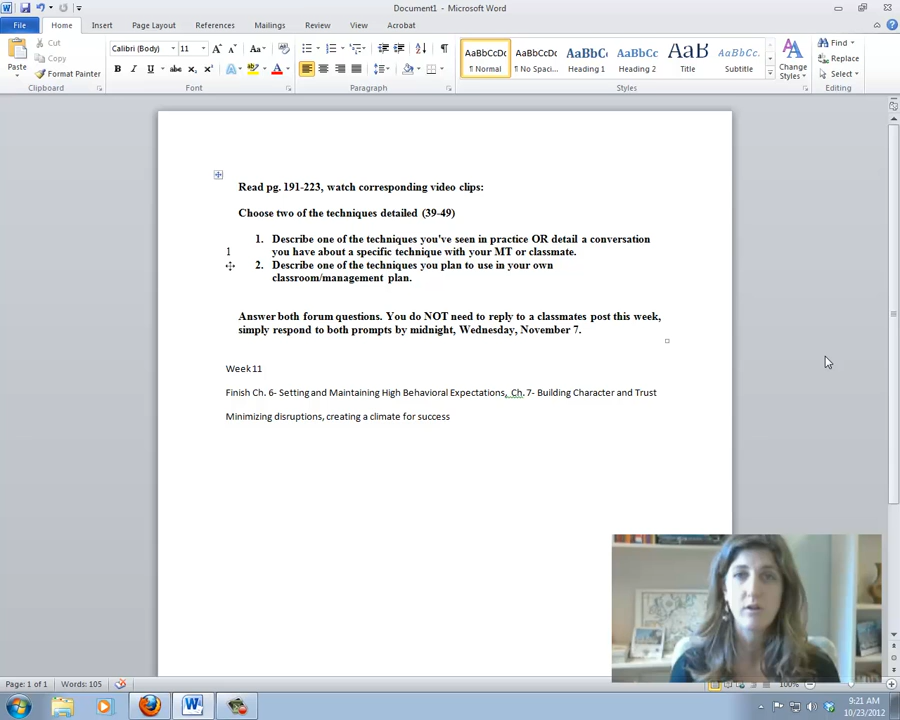 Document1 - Microsoft Word
File Home Insert Page Layout References Mailings Review View Acrobat
Paste Cut Copy Format Painter Clipboard
Calibri (Body) 11 Font
Paragraph
AaBbCcDc ¶ Normal
AaBbCcDc ¶ No Spaci...
AaBbC Heading 1
AaBbCc Heading 2
AaB Title
AaBbCc. Subtitle
Styles
Change Styles
Find Replace Select Editing
Read pg. 191-223, watch corresponding video clips:
Choose two of the techniques detailed (39-49)
1. Describe one of the techniques you've seen in practice OR detail a conversation
1 you have about a specific technique with your MT or classmate.
2. Describe one of the techniques you plan to use in your own
classroom/management plan.
Answer both forum questions. You do NOT need to reply to a classmates post this week,
simply respond to both prompts by midnight, Wednesday, November 7.
Week 11
Finish Ch. 6- Setting and Maintaining High Behavioral Expectations, Ch. 7- Building Character and Trust
Minimizing disruptions, creating a climate for success
Page: 1 of 1 Words: 105 100%
9:21 AM
10/23/2012